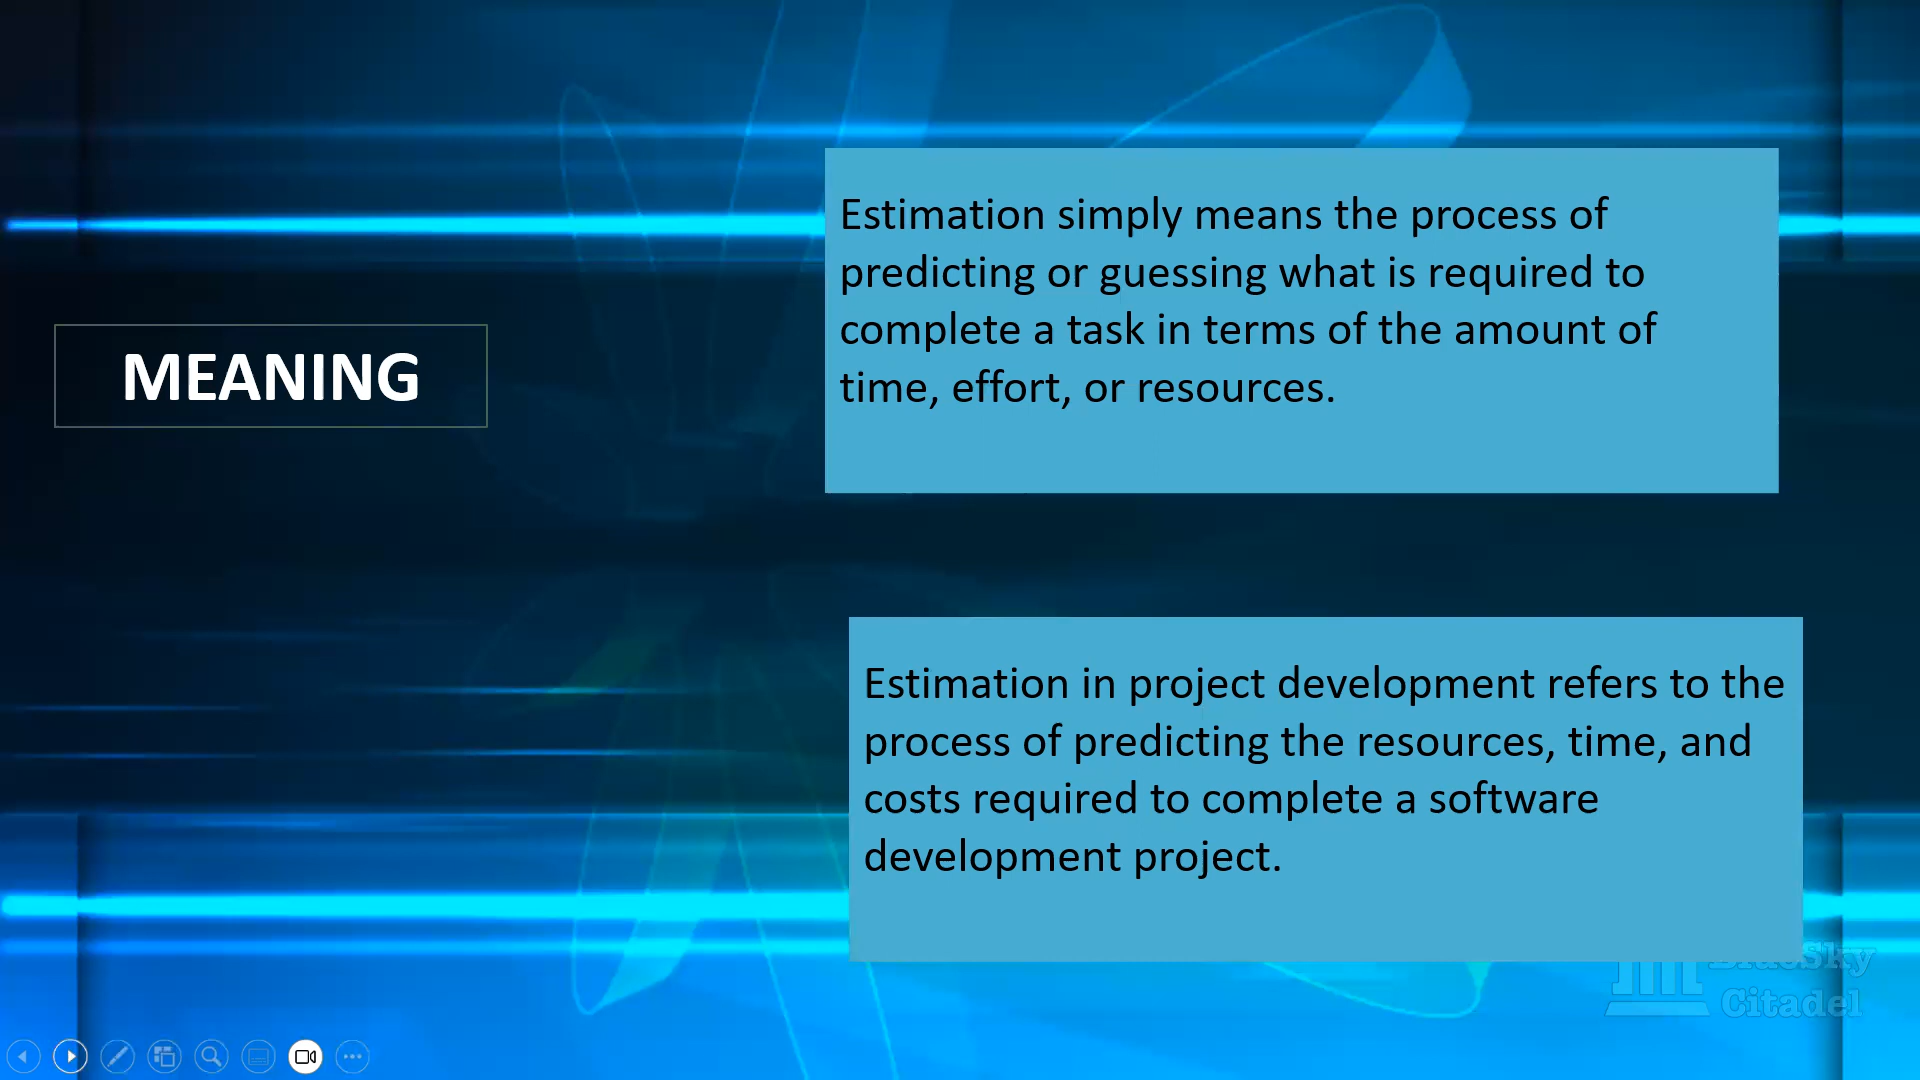 MEANING
Estimation simply means the process of
predicting or guessing what is required to
complete a task in terms of the amount of
time, effort, or resources.
Estimation in project development refers to the
process of predicting the resources, time, and
costs required to complete a software
development project.
BlueSky
Citadel